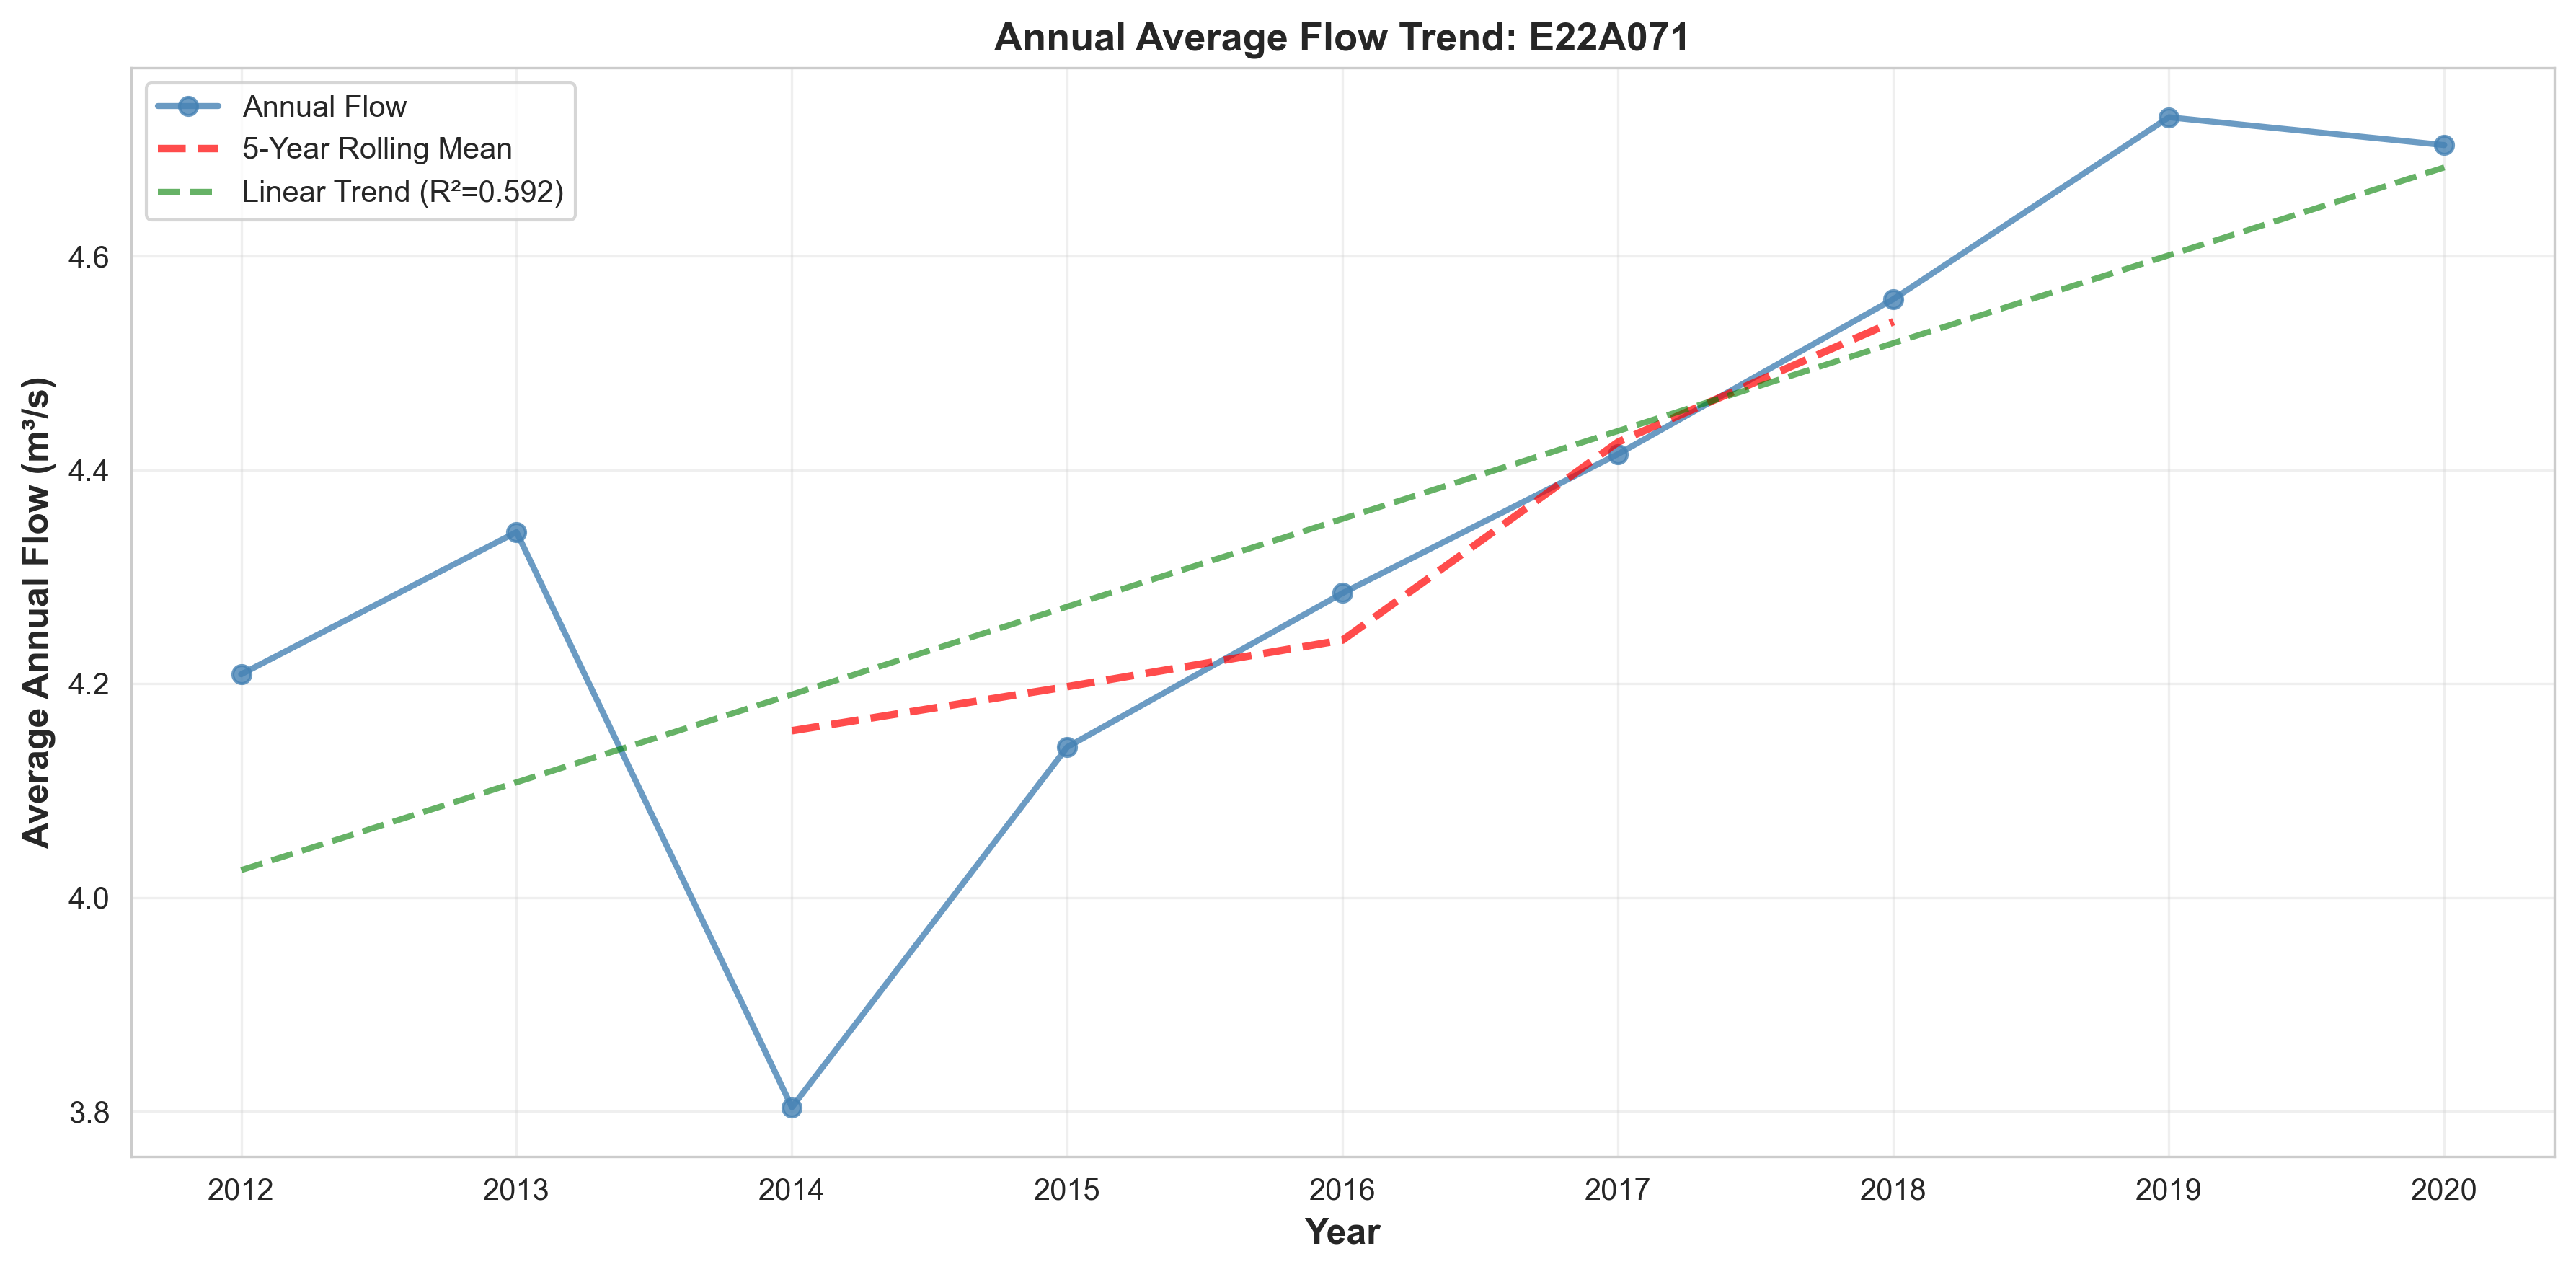 Annual Average Flow Trend: E22A071
Annual Flow
5-Year Rolling Mean
Linear Trend (R²=0.592)
Average Annual Flow (m³/s)
4.6
4.4
4.2
4.0
3.8
2012 2013 2014 2015 2016 2017 2018 2019 2020
Year